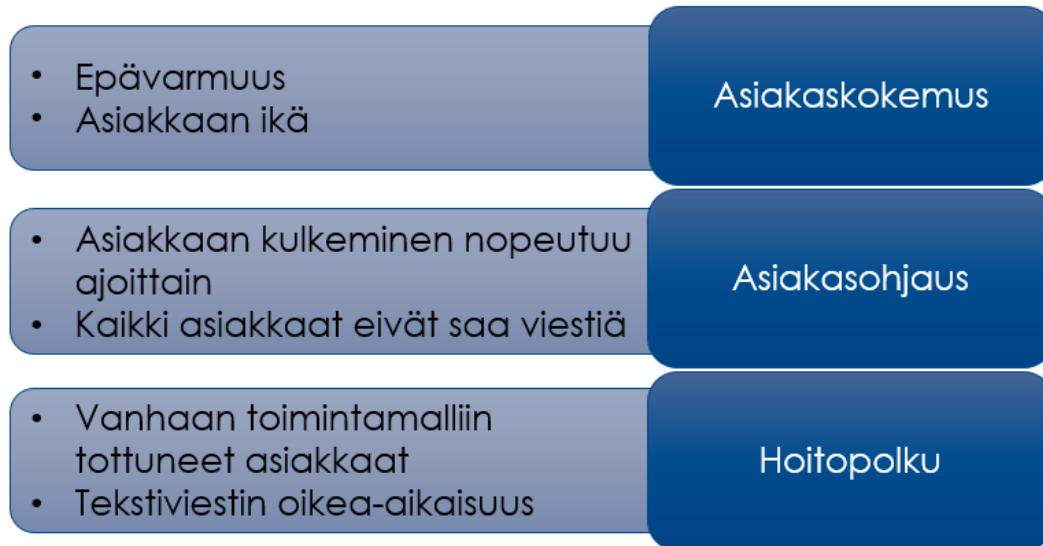 • Epävarmuus
• Asiakkaan ikä
Asiakaskokemus
• Asiakkaan kulkeminen nopeutuu
ajoittain
• Kaikki asiakkaat eivät saa viestiä
Asiakasohjaus
• Vanhaan toimintamalliin
tottuneet asiakkaat
• Tekstiviestin oikea-aikaisuus
Hoitopolku